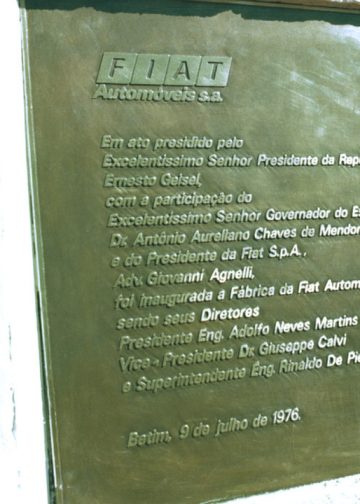 FIAT
Automóveis s.a.
Em ato presidido pelo
Excelentíssimo Senhor Presidente da Rep
Ernesto Geisel,
com a participação do
Excelentíssimo Senhor Governador do Es
Dr. Antônio Aureliano Chaves de Mendon
e do Presidente da Fiat S.p.A.,
Adv. Giovanni Agnelli,
foi inaugurada a Fábrica da Fiat Autom
sendo seus Diretores
Presidente Eng. Adolfo Neves Martins
Vice - Presidente Dr. Giuseppe Calvi
e Superintendente Eng. Rinaldo De Pie
Betim, 9 de julho de 1976.